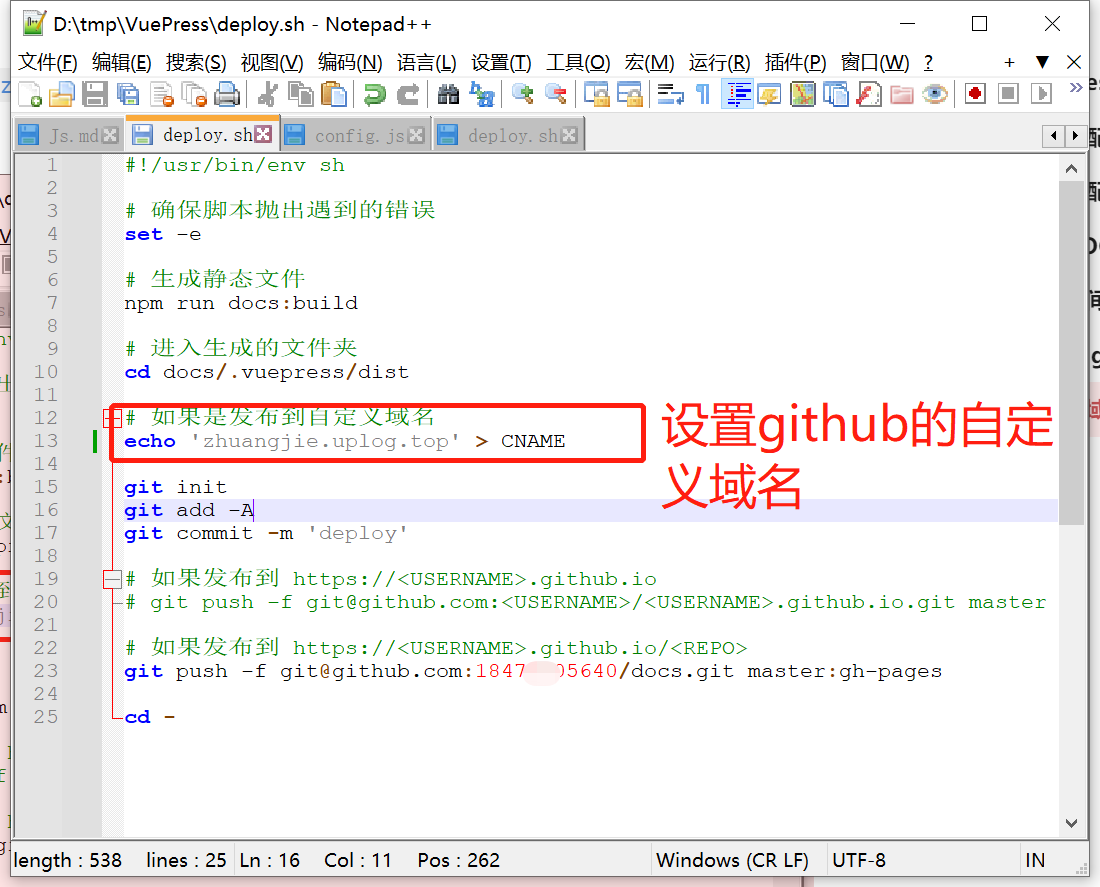 D:\tmp\VuePress\deploy.sh - Notepad++
文件(F) 编辑(E) 搜索(S) 视图(V) 编码(N) 语言(L) 设置(T) 工具(O) 宏(M) 运行(R) 插件(P) 窗口(W) ? + ▼ X
Js.md deploy.sh config.js deploy.sh
1 #!/usr/bin/env sh
2
3 # 确保脚本抛出遇到的错误
4 set -e
5
6 # 生成静态文件
7 npm run docs:build
8
9 # 进入生成的文件夹
10 cd docs/.vuepress/dist
11
12 # 如果是发布到自定义域名
13 echo 'zhuangjie.uplog.top' > CNAME
设置github的自定
义域名
14
15 git init
16 git add -A
17 git commit -m 'deploy'
18
19 # 如果发布到 https://<USERNAME>.github.io
20 # git push -f git@github.com:<USERNAME>/<USERNAME>.github.io.git master
21
22 # 如果发布到 https://<USERNAME>.github.io/<REPO>
23 git push -f git@github.com:1847 05640/docs.git master:gh-pages
24
25 cd -
length : 538 lines : 25 Ln : 16 Col : 11 Pos : 262 Windows (CR LF) UTF-8 IN